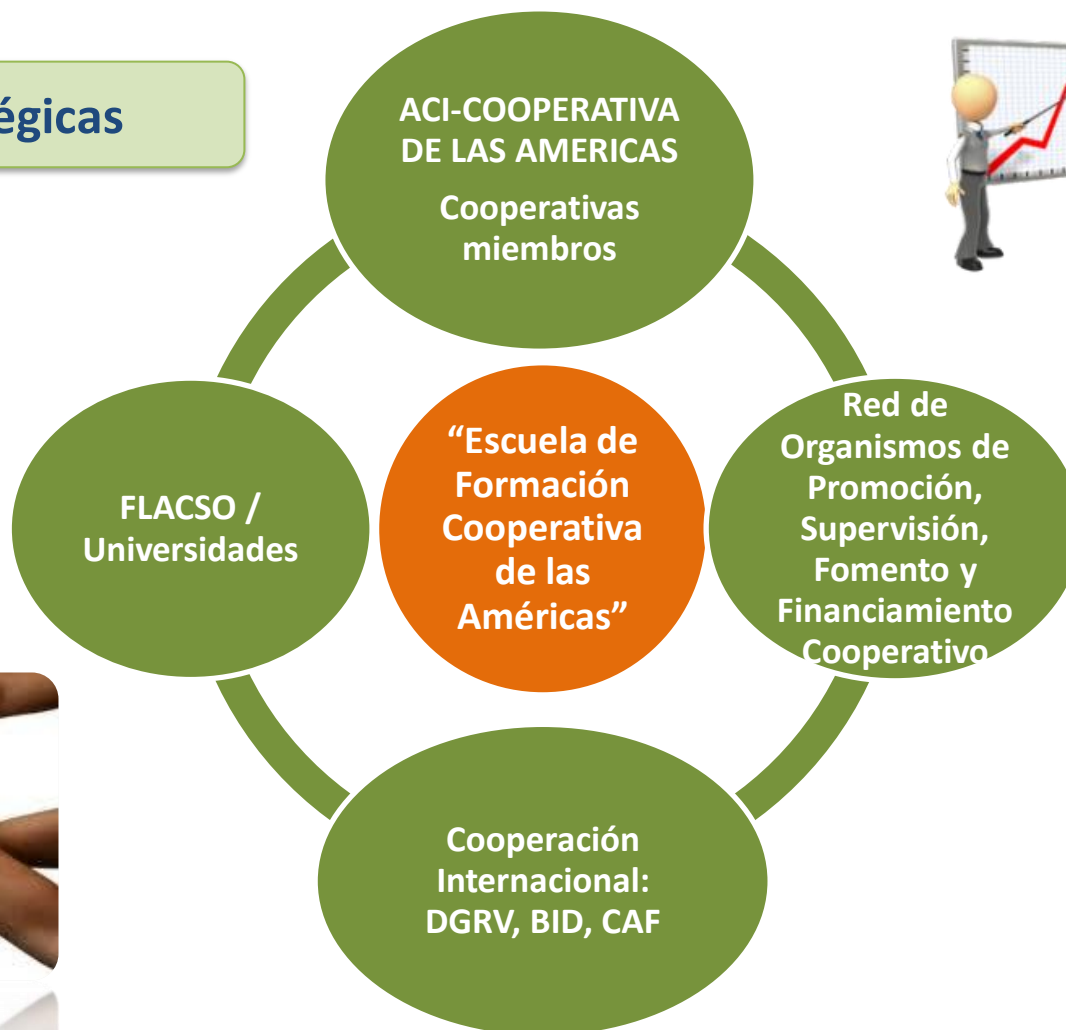 égicas
ACI-COOPERATIVA
DE LAS AMERICAS
Cooperativas
miembros
“Escuela de
Formación
Cooperativa
de las
Américas”
FLACSO /
Universidades
Red de
Organismos de
Promoción,
Supervisión,
Fomento y
Financiamiento
Cooperativo
Cooperación
Internacional:
DGRV, BID, CAF